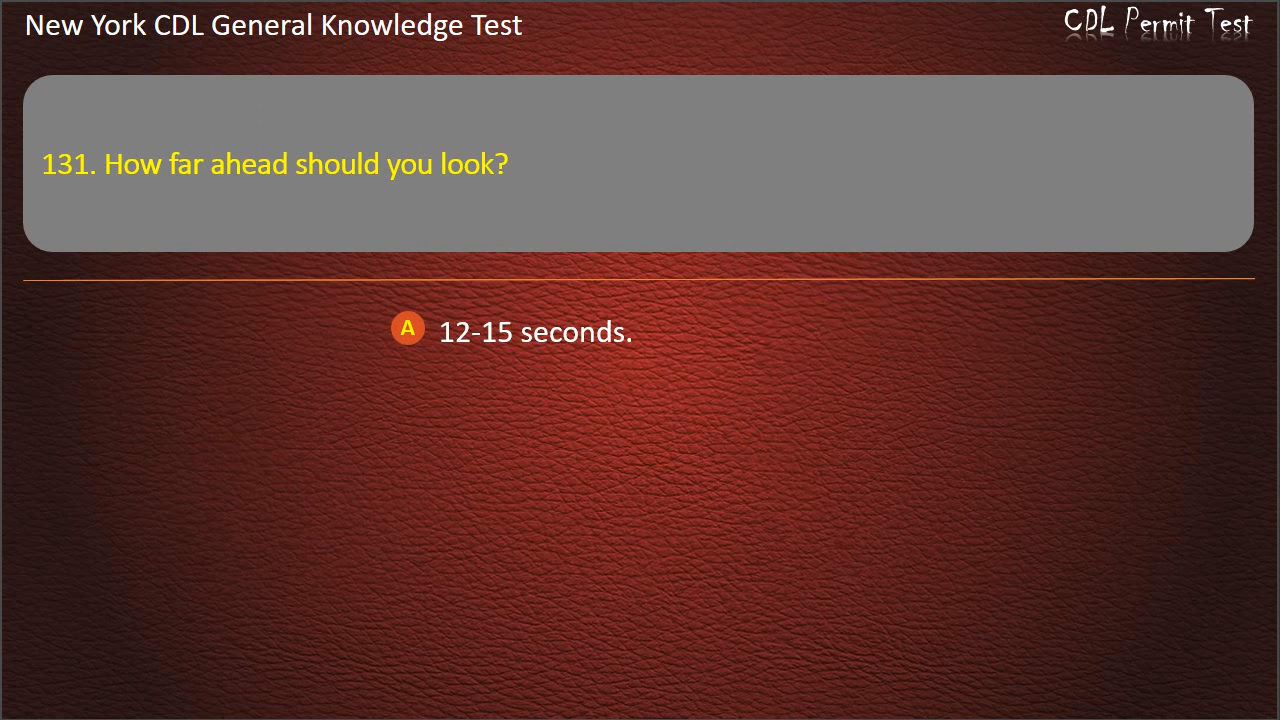 New York CDL General Knowledge Test
CDL Permit Test
131. How far ahead should you look?
A 12-15 seconds.